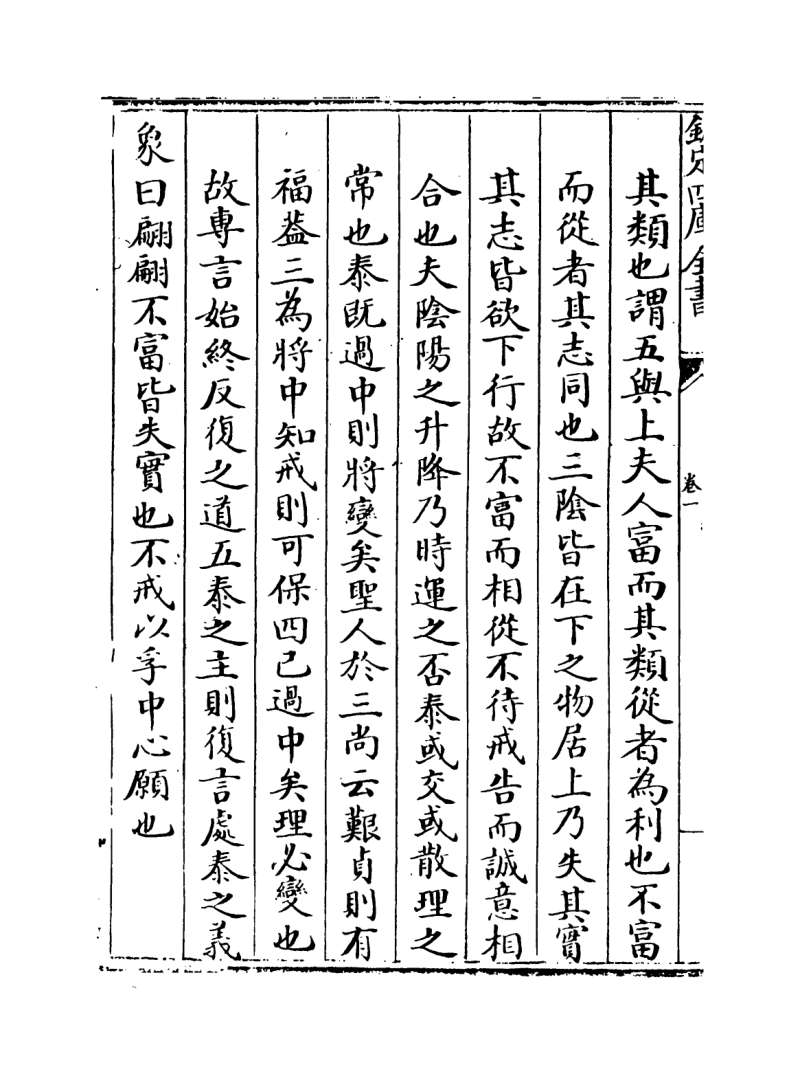 欽定四庫全書
卷一
其類也謂五與上夫人富而其類從者為利也不富
而從者其志同也三陰皆在下之物居上乃失其實
其志皆欲下行故不富而相從不待戒告而誠意相
合也夫陰陽之升降乃時運之否泰或交或散理之
常也泰既過中則將變矣聖人於三尚云艱貞則有
福葢三為將中知戒則可保四已過中矣理必變也
故專言始終反復之道五泰之主則復言處泰之義
象曰翩翩不富皆失實也不戒以孚中心願也